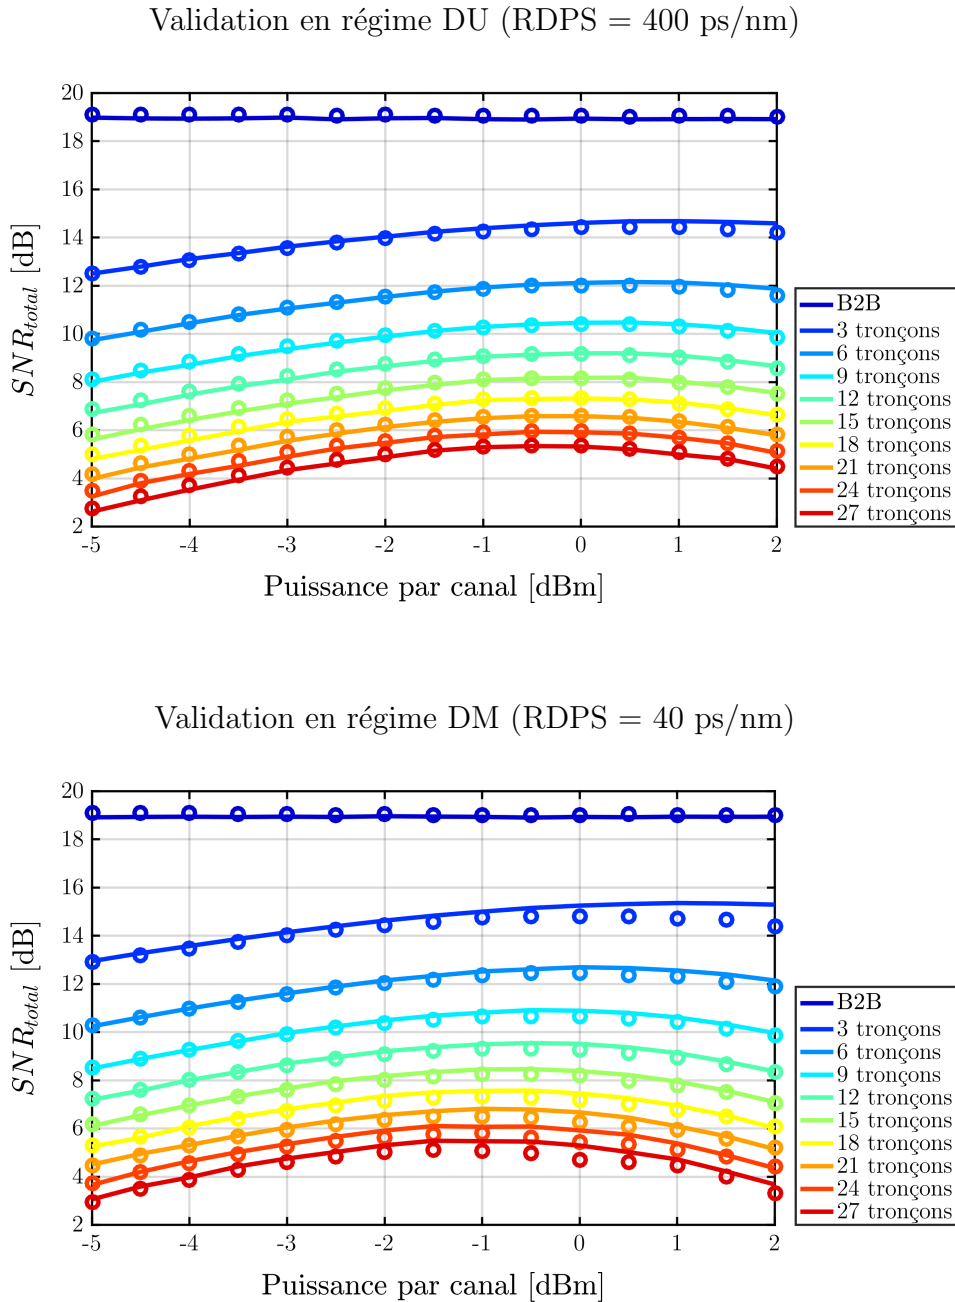 Validation en régime DU (RDPS = 400 ps/nm)
20
18
16
14
12
10
8
6
4
2
SNR_total [dB]
-5 -4 -3 -2 -1 0 1 2
Puissance par canal [dBm]
B2B
3 tronçons
6 tronçons
9 tronçons
12 tronçons
15 tronçons
18 tronçons
21 tronçons
24 tronçons
27 tronçons
Validation en régime DM (RDPS = 40 ps/nm)
20
18
16
14
12
10
8
6
4
2
SNR_total [dB]
-5 -4 -3 -2 -1 0 1 2
Puissance par canal [dBm]
B2B
3 tronçons
6 tronçons
9 tronçons
12 tronçons
15 tronçons
18 tronçons
21 tronçons
24 tronçons
27 tronçons